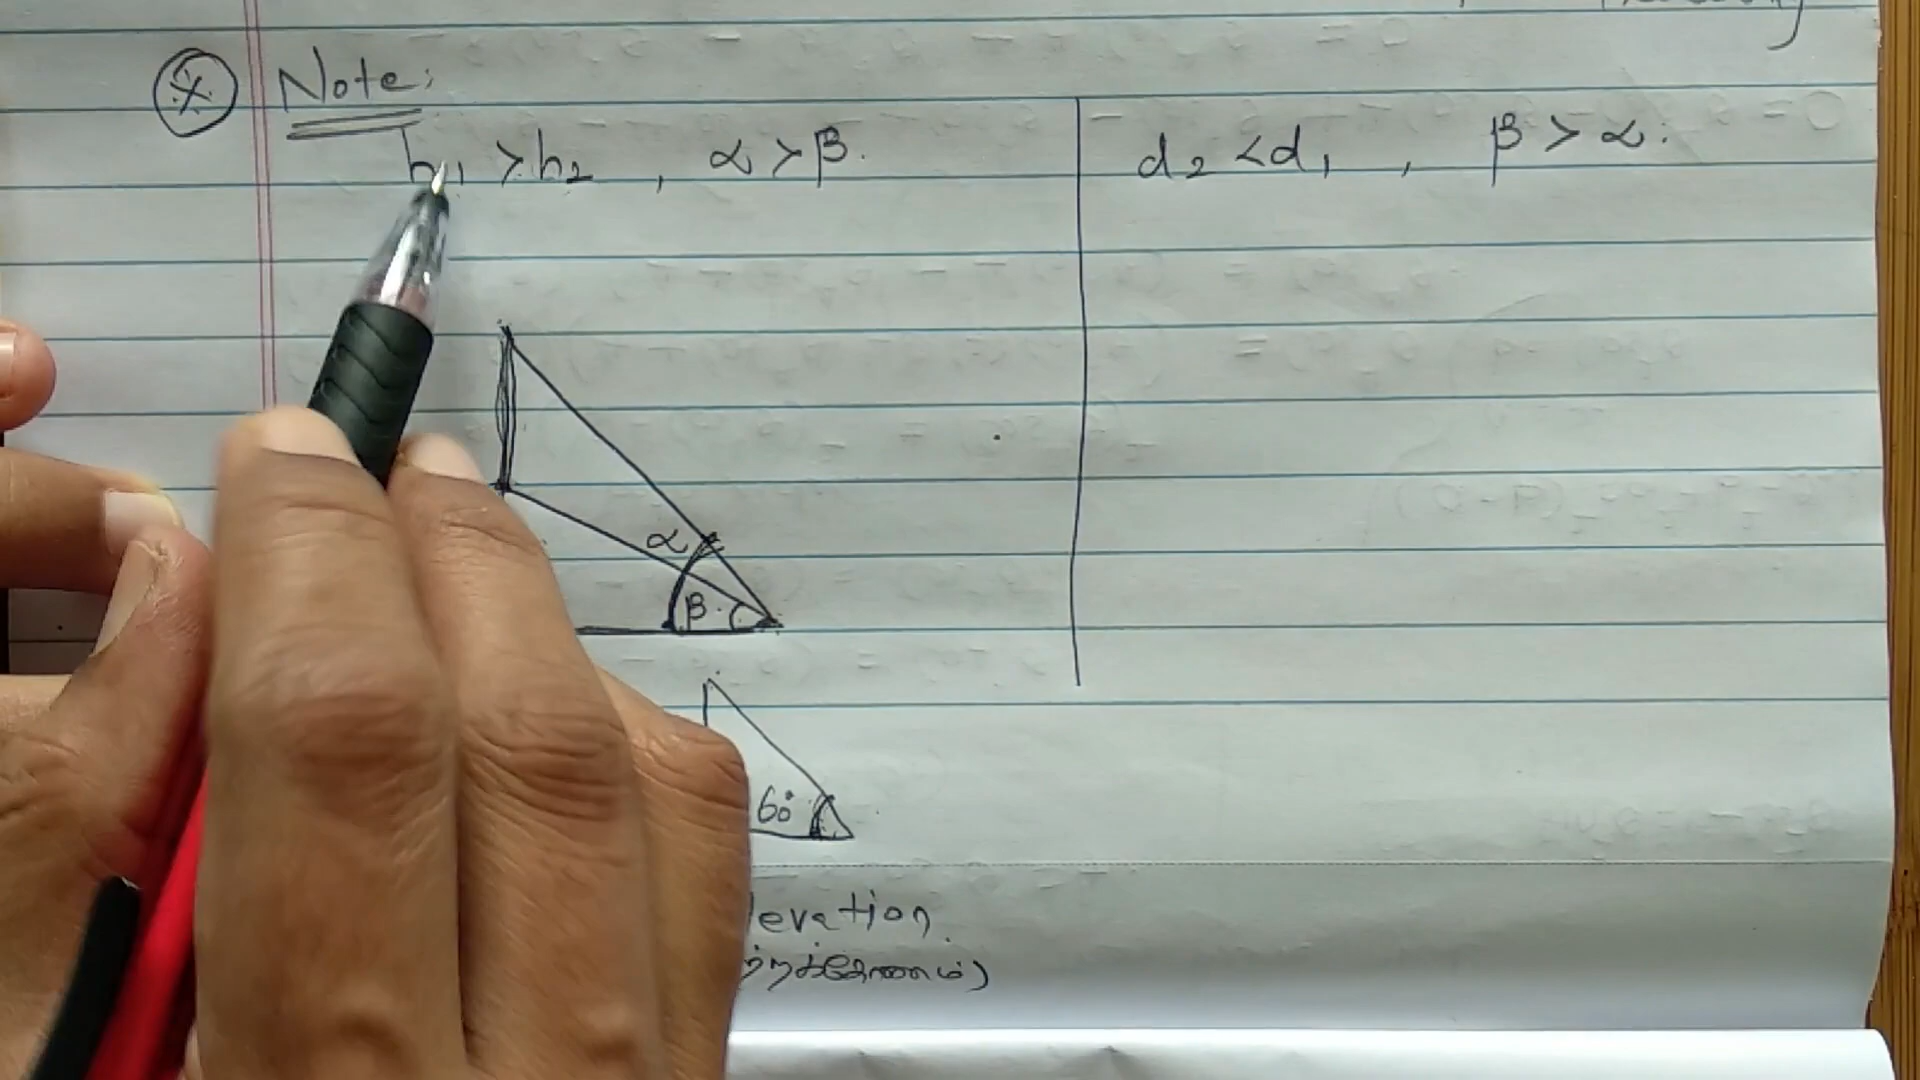 Note:
h1 > h2 , α > β.
d2 < d1 , β > α.
α
β
60°
levation